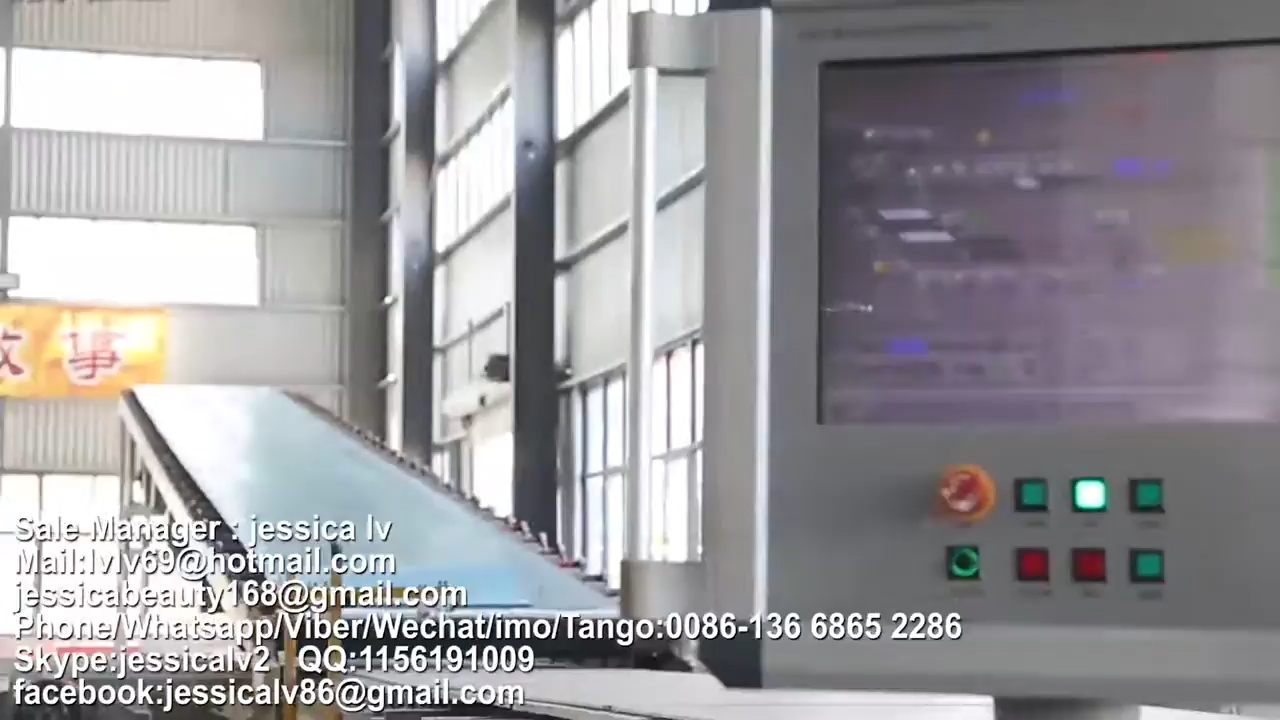 事
Sale Manager : jessica lv
Mail:lvlv69@hotmail.com
jessicabeauty168@gmail.com
Phone/Whatsapp/Viber/Wechat/imo/Tango:0086-136 6865 2286
Skype:jessicalv2 QQ:1156191009
facebook:jessicalv86@gmail.com